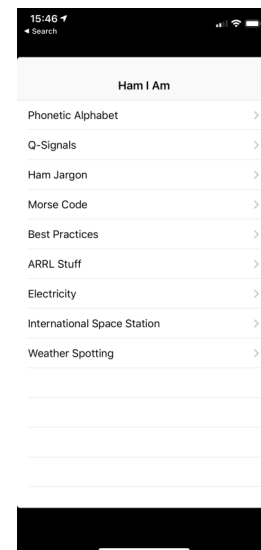 15:46
Search
Ham I Am
Phonetic Alphabet
Q-Signals
Ham Jargon
Morse Code
Best Practices
ARRL Stuff
Electricity
International Space Station
Weather Spotting